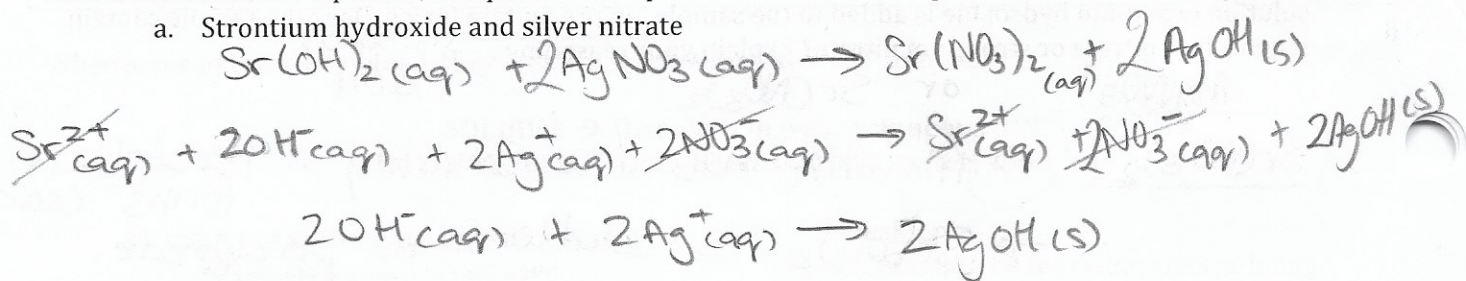 a. Strontium hydroxide and silver nitrate
Sr(OH)₂ (aq) + 2AgNO₃ (aq) → Sr(NO₃)₂ (aq) + 2AgOH (s)
Sr²⁺(aq) + 2OH⁻(aq) + 2Ag⁺(aq) + 2NO₃⁻(aq) → Sr²⁺(aq) + 2NO₃⁻(aq) + 2AgOH (s)
2OH⁻(aq) + 2Ag⁺(aq) → 2AgOH (s)